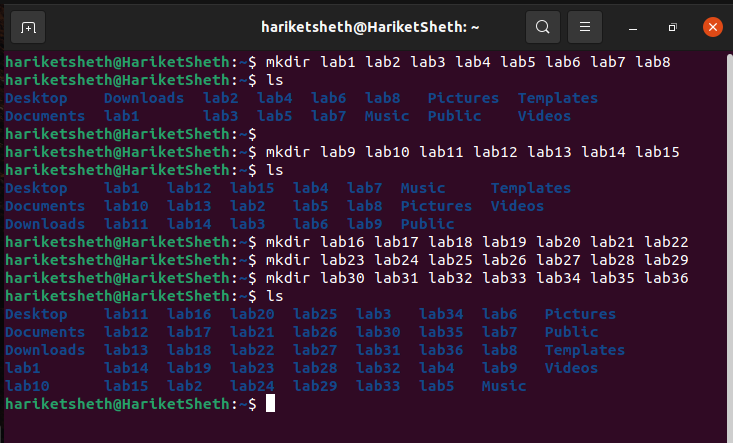 hariketsheth@HariketSheth: ~
hariketsheth@HariketSheth:~$ mkdir lab1 lab2 lab3 lab4 lab5 lab6 lab7 lab8
hariketsheth@HariketSheth:~$ ls
Desktop    Downloads  lab2  lab4  lab6  lab8   Pictures  Templates
Documents  lab1       lab3  lab5  lab7  Music  Public    Videos
hariketsheth@HariketSheth:~$
hariketsheth@HariketSheth:~$ mkdir lab9 lab10 lab11 lab12 lab13 lab14 lab15
hariketsheth@HariketSheth:~$ ls
Desktop    lab1   lab12  lab15  lab4  lab7  Music     Templates
Documents  lab10  lab13  lab2   lab5  lab8  Pictures  Videos
Downloads  lab11  lab14  lab3   lab6  lab9  Public
hariketsheth@HariketSheth:~$ mkdir lab16 lab17 lab18 lab19 lab20 lab21 lab22
hariketsheth@HariketSheth:~$ mkdir lab23 lab24 lab25 lab26 lab27 lab28 lab29
hariketsheth@HariketSheth:~$ mkdir lab30 lab31 lab32 lab33 lab34 lab35 lab36
hariketsheth@HariketSheth:~$ ls
Desktop    lab11  lab16  lab20  lab25  lab3   lab34  lab6   Pictures
Documents  lab12  lab17  lab21  lab26  lab30  lab35  lab7   Public
Downloads  lab13  lab18  lab22  lab27  lab31  lab36  lab8   Templates
lab1       lab14  lab19  lab23  lab28  lab32  lab4   lab9   Videos
lab10      lab15  lab2   lab24  lab29  lab33  lab5   Music
hariketsheth@HariketSheth:~$